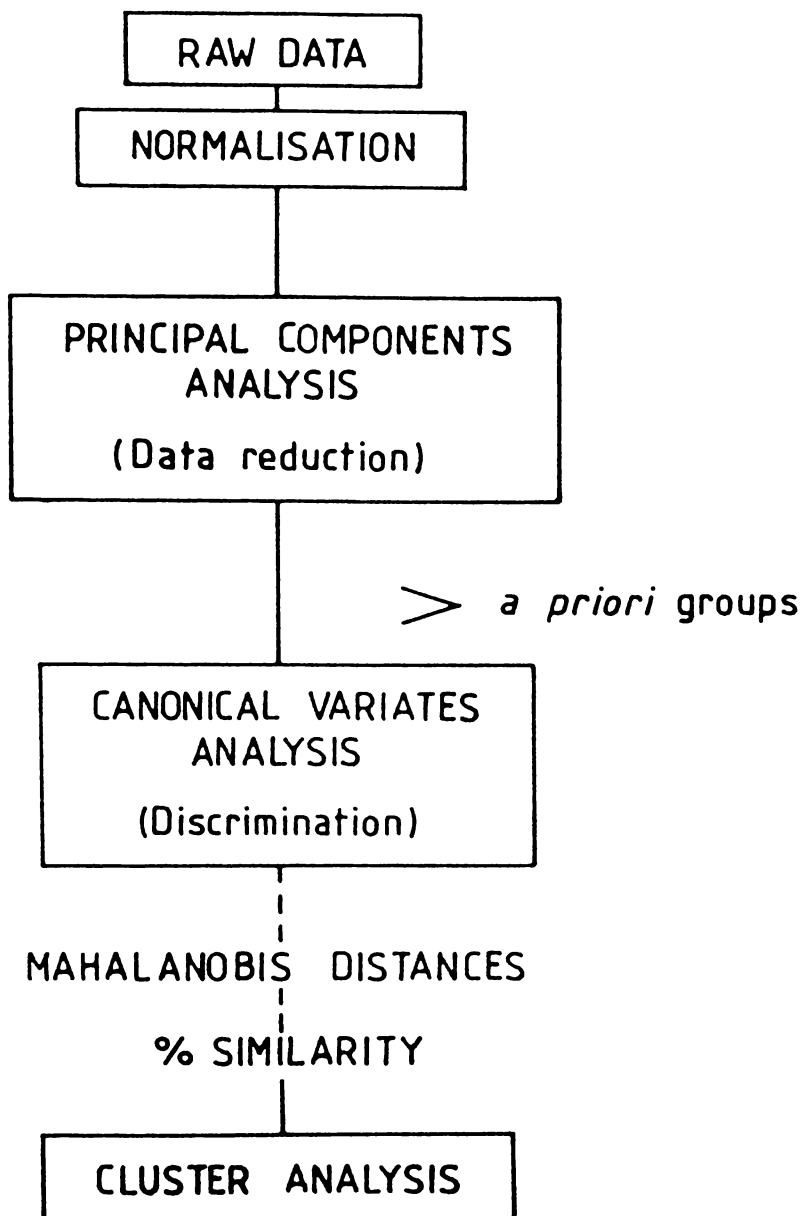 RAW DATA
NORMALISATION
PRINCIPAL COMPONENTS
ANALYSIS
(Data reduction)
> a priori groups
CANONICAL VARIATES
ANALYSIS
(Discrimination)
MAHALANOBIS DISTANCES
% SIMILARITY
CLUSTER ANALYSIS